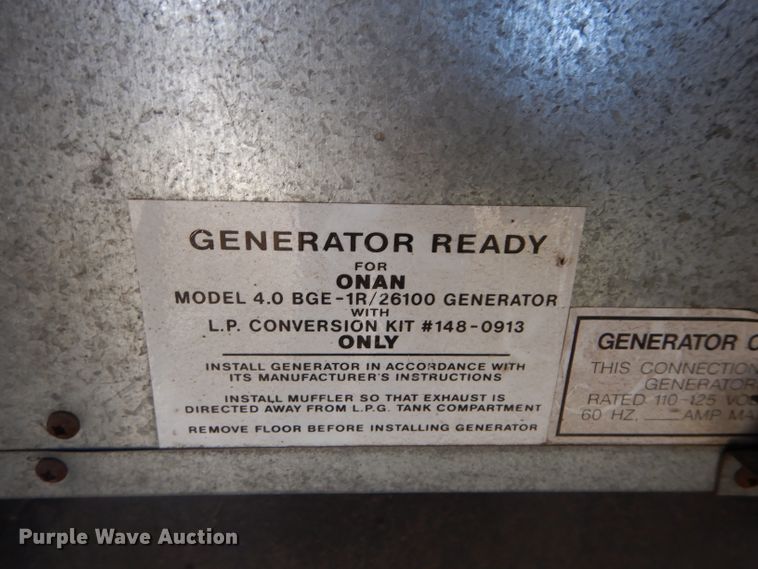 GENERATOR READY
FOR
ONAN
MODEL 4.0 BGE-1R/26100 GENERATOR
WITH
L.P. CONVERSION KIT #148-0913
ONLY
INSTALL GENERATOR IN ACCORDANCE WITH
ITS MANUFACTURER'S INSTRUCTIONS
INSTALL MUFFLER SO THAT EXHAUST IS
DIRECTED AWAY FROM L.P.G. TANK COMPARTMENT
REMOVE FLOOR BEFORE INSTALLING GENERATOR
GENERATOR
THIS CONNECTION
GENERATOR
RATED 110-125
60 HZ, ___AMP
Purple Wave Auction